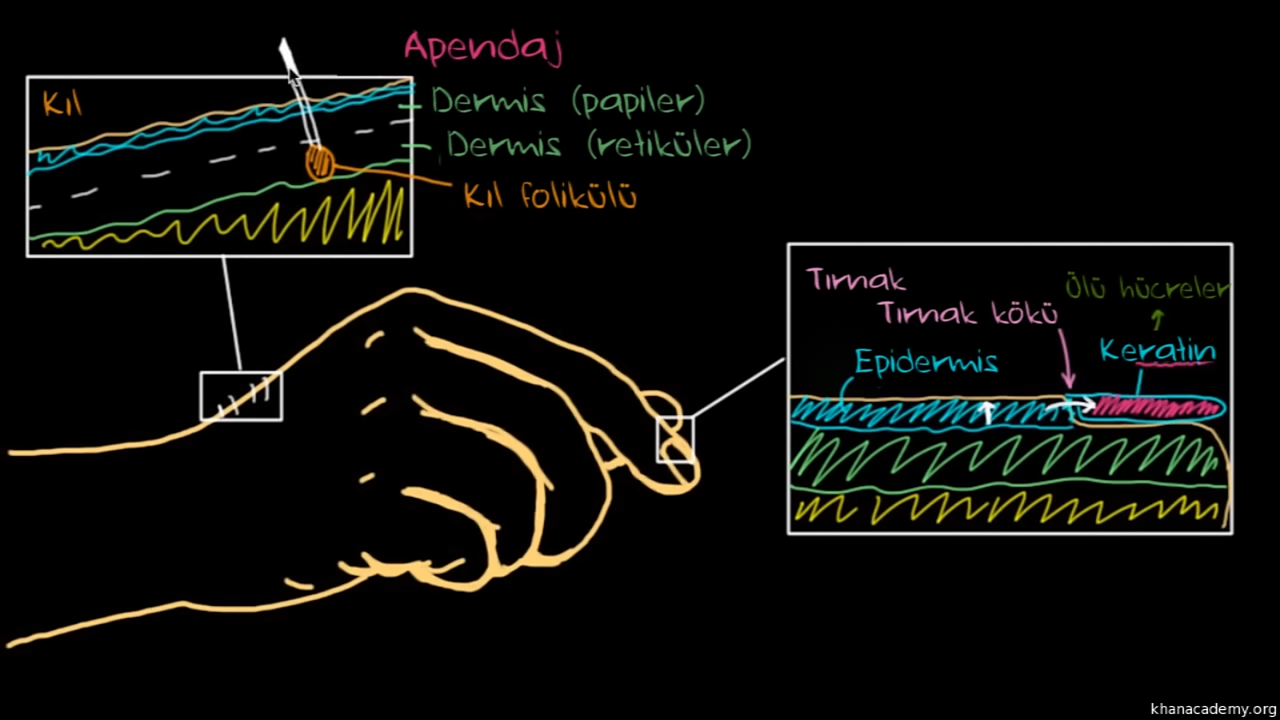 Apendaj
Kıl
Dermis (papiler)
Dermis (retiküler)
Kıl folikülü
Tırnak
Ölü hücreler
Tırnak kökü
Keratin
Epidermis
khanacademy.org